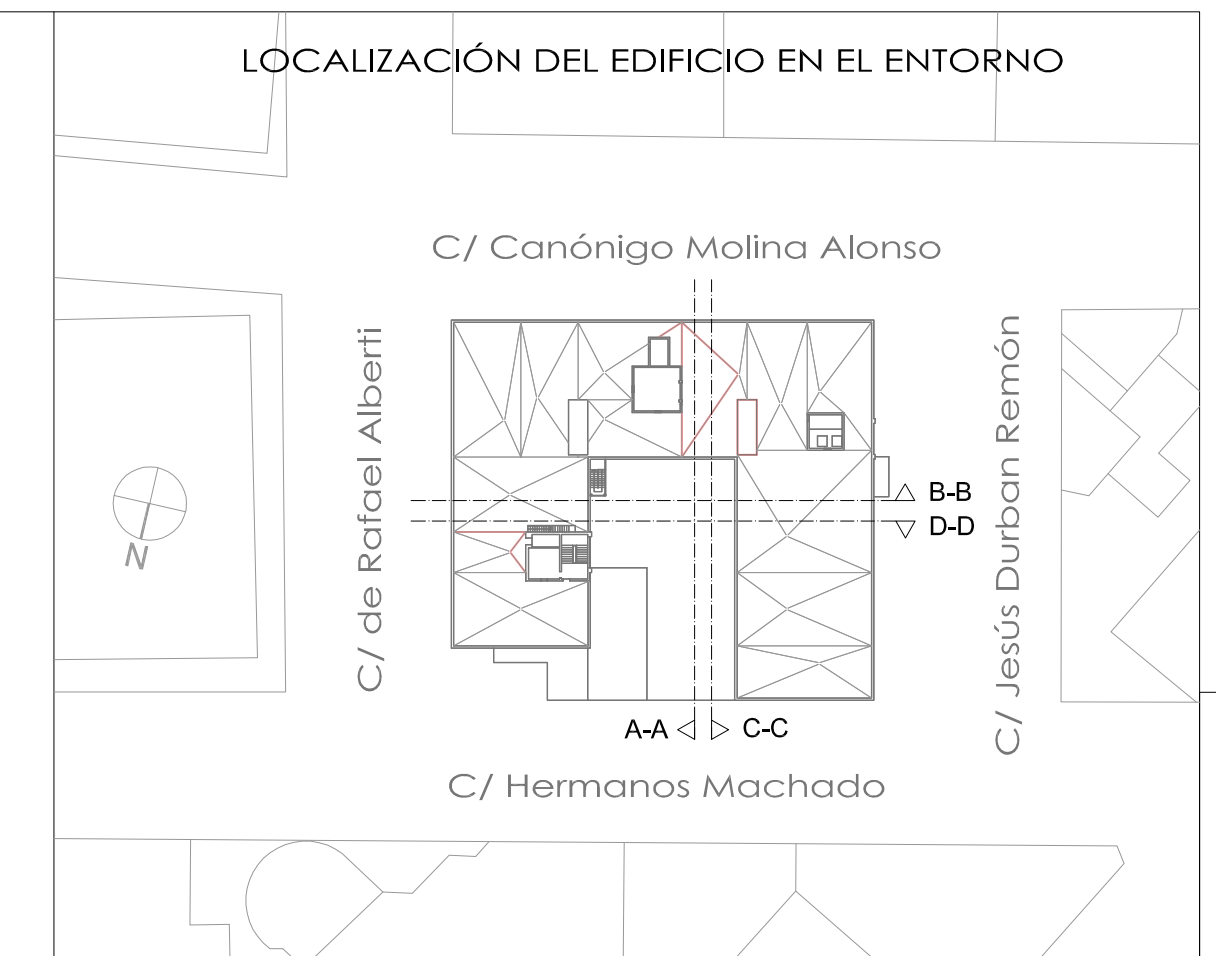 LOCALIZACIÓN DEL EDIFICIO EN EL ENTORNO
C/ Canónigo Molina Alonso
C/ de Rafael Alberti
C/ Jesús Durban Remón
B-B
D-D
N
A-A
C-C
C/ Hermanos Machado